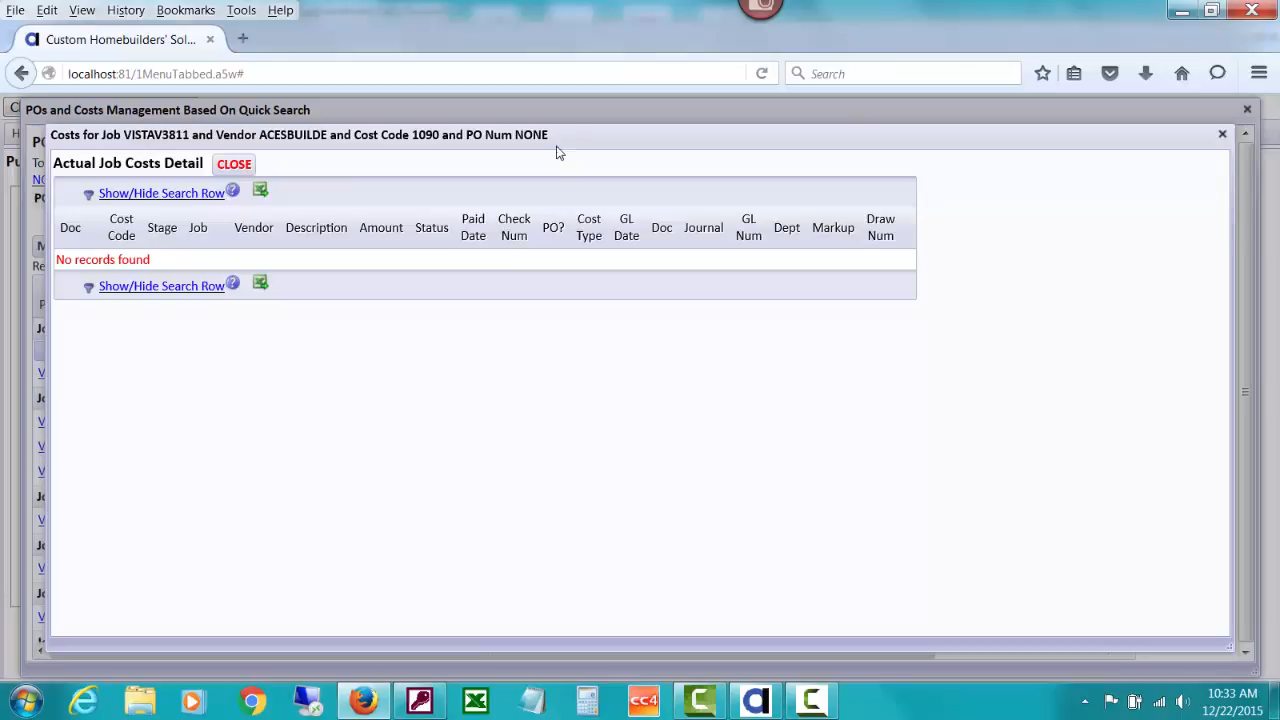 File Edit View History Bookmarks Tools Help
Custom Homebuilders' Sol...
localhost:81/1MenuTabbed.a5w#
Search
POs and Costs Management Based On Quick Search
Costs for Job VISTAV3811 and Vendor ACESBUILDE and Cost Code 1090 and PO Num NONE
Actual Job Costs Detail CLOSE
Show/Hide Search Row
Doc Cost Code Stage Job Vendor Description Amount Status Paid Date Check Num PO? Cost Type GL Date Doc Journal GL Num Dept Markup Draw Num
No records found
Show/Hide Search Row
CC4
10:33 AM
12/22/2015